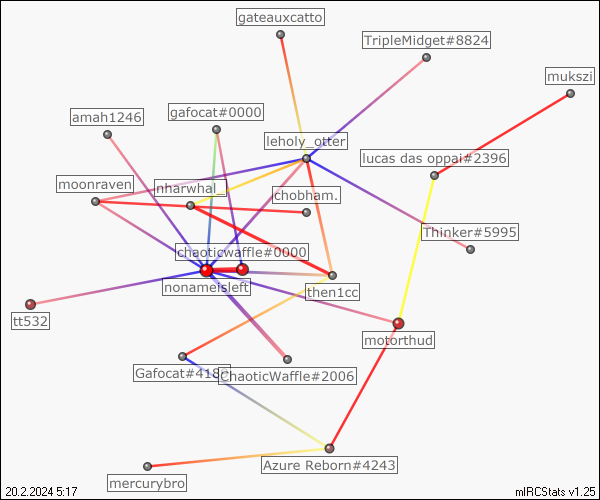 gateauxcatto
TripleMidget#8824
mukszi
gafocat#0000
amah1246
leholy_otter
lucas das oppai#2396
moonraven
nharwhal_
chobham.
Thinker#5995
chaoticwaffle#0000
nonameisleft
then1cc
tt532
motorthud
Gafocat#418
ChaoticWaffle#2006
Azure Reborn#4243
mercurybro
20.2.2024 5:17
mIRCStats v1.25